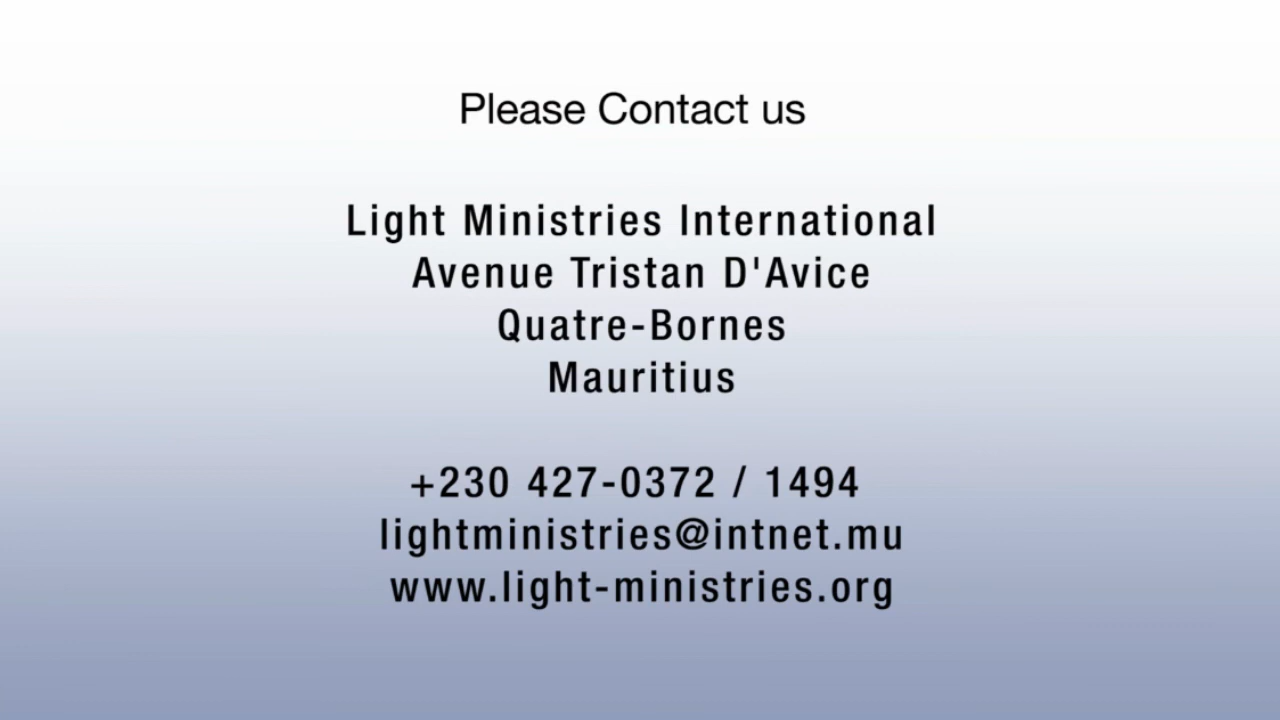 Please Contact us
Light Ministries International
Avenue Tristan D'Avice
Quatre-Bornes
Mauritius
+230 427-0372 / 1494
lightministries@intnet.mu
www.light-ministries.org